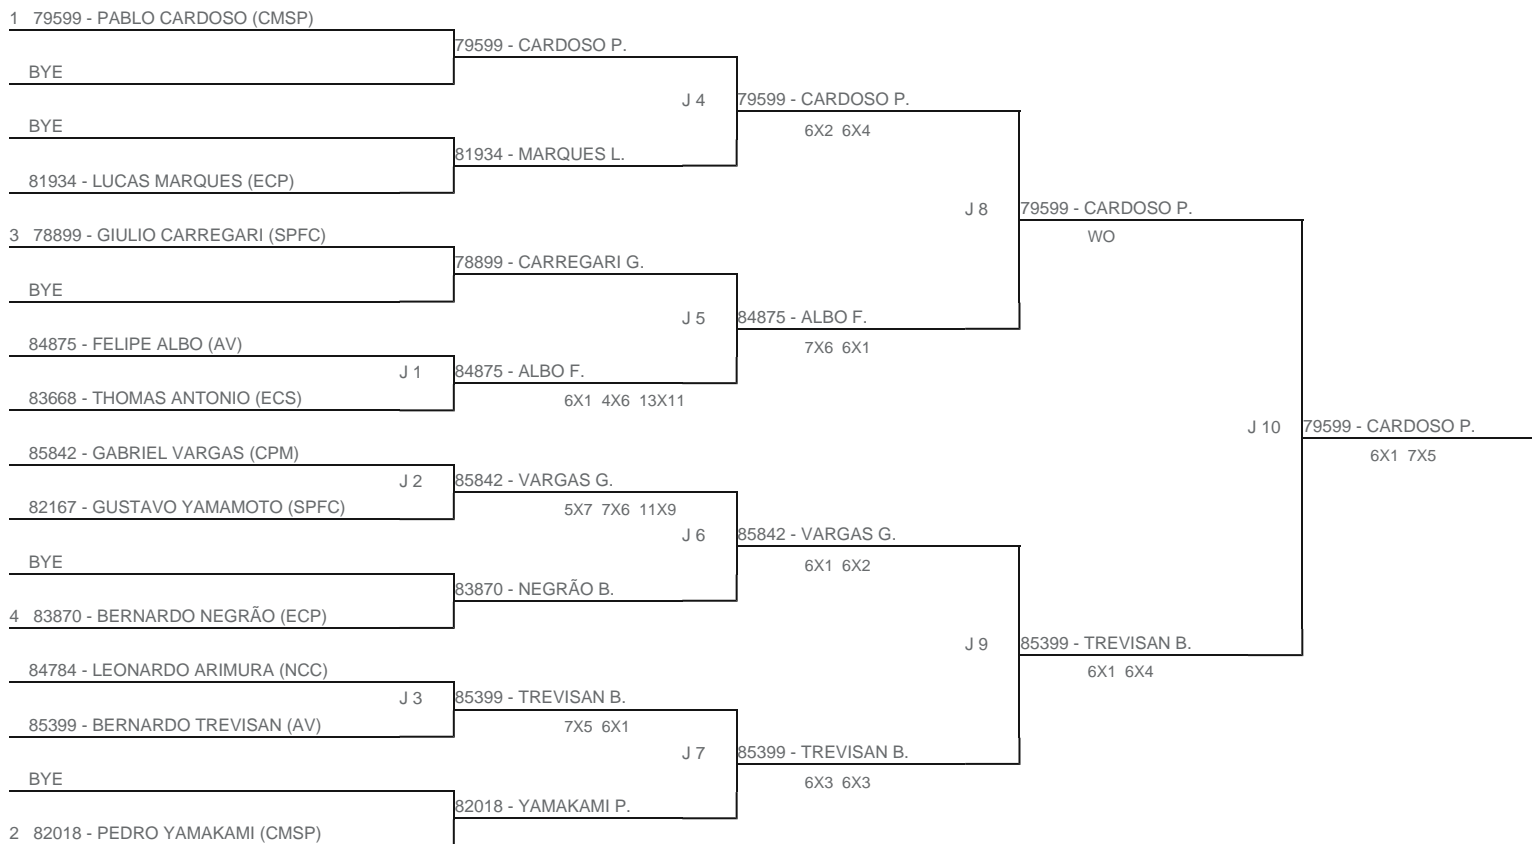 1 79599 - PABLO CARDOSO (CMSP)
79599 - CARDOSO P.
BYE
J 4
79599 - CARDOSO P.
6X2 6X4
BYE
81934 - MARQUES L.
81934 - LUCAS MARQUES (ECP)
J 8
79599 - CARDOSO P.
WO
3 78899 - GIULIO CARREGARI (SPFC)
78899 - CARREGARI G.
BYE
J 5
84875 - ALBO F.
7X6 6X1
84875 - FELIPE ALBO (AV)
J 1
84875 - ALBO F.
6X1 4X6 13X11
83668 - THOMAS ANTONIO (ECS)
J 10
79599 - CARDOSO P.
6X1 7X5
85842 - GABRIEL VARGAS (CPM)
J 2
85842 - VARGAS G.
5X7 7X6 11X9
82167 - GUSTAVO YAMAMOTO (SPFC)
J 6
85842 - VARGAS G.
6X1 6X2
BYE
83870 - NEGRÃO B.
4 83870 - BERNARDO NEGRÃO (ECP)
J 9
85399 - TREVISAN B.
6X1 6X4
84784 - LEONARDO ARIMURA (NCC)
J 3
85399 - TREVISAN B.
7X5 6X1
85399 - BERNARDO TREVISAN (AV)
J 7
85399 - TREVISAN B.
6X3 6X3
BYE
82018 - YAMAKAMI P.
2 82018 - PEDRO YAMAKAMI (CMSP)